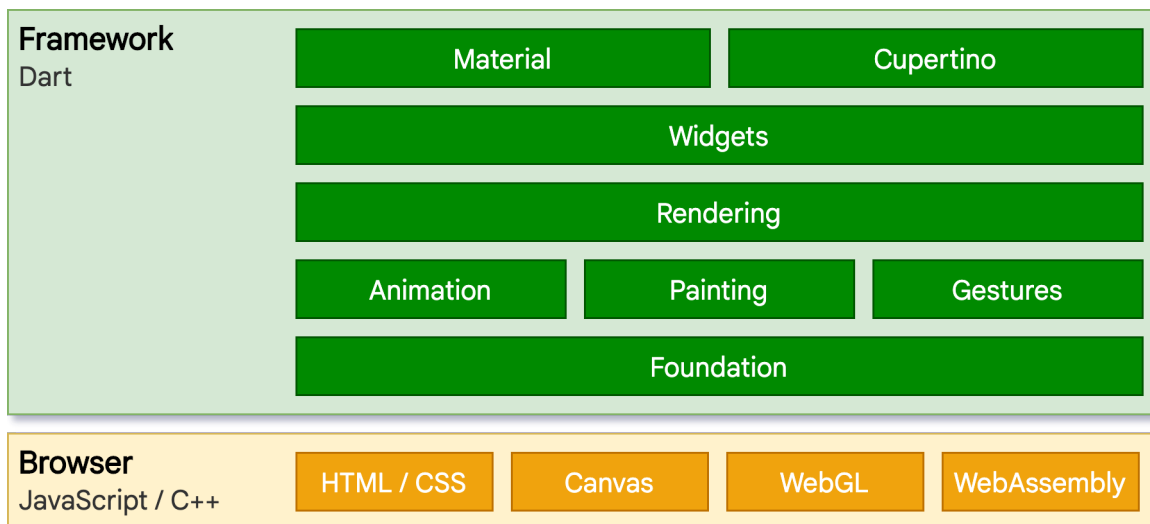 Framework
Dart
Material
Cupertino
Widgets
Rendering
Animation
Painting
Gestures
Foundation
Browser
JavaScript / C++
HTML / CSS
Canvas
WebGL
WebAssembly